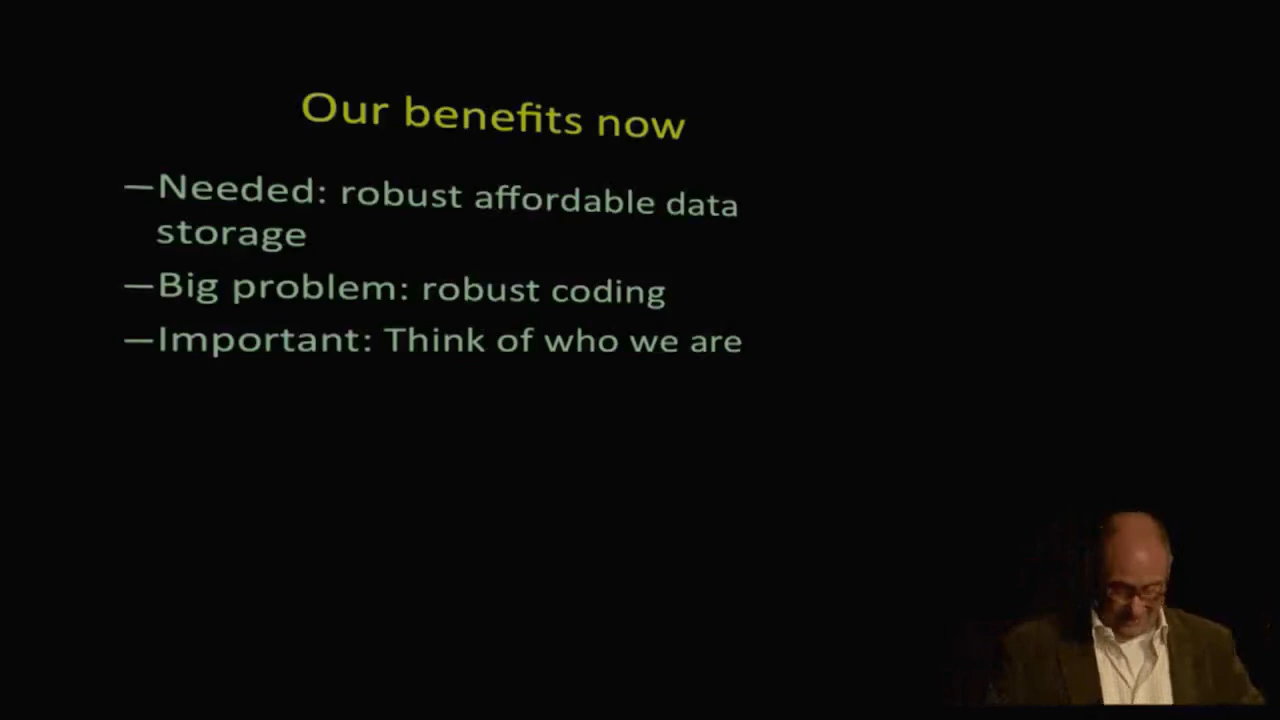 Our benefits now
—Needed: robust affordable data
storage
—Big problem: robust coding
—Important: Think of who we are